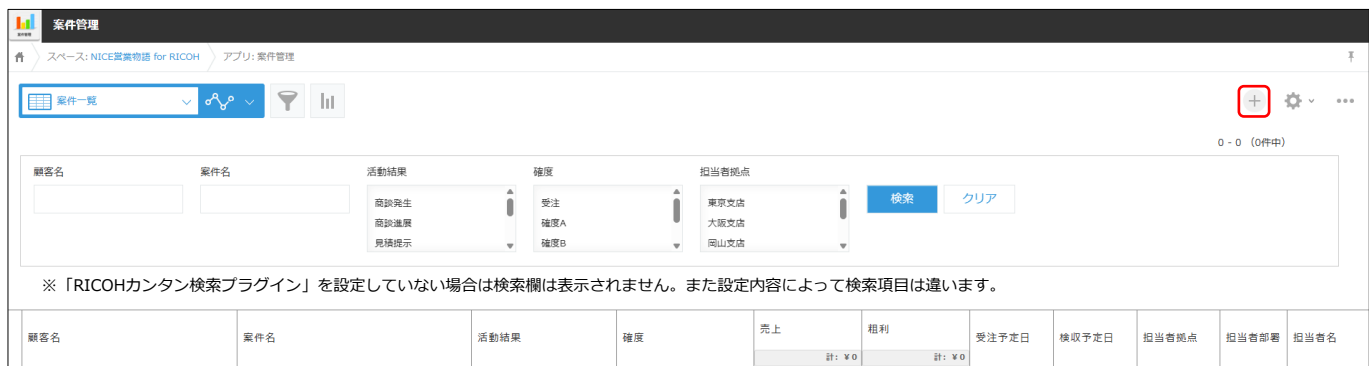 案件管理
案件管理
スペース: NICE営業物語 for RICOH アプリ: 案件管理
案件一覧
0 - 0 （0件中）
顧客名 案件名 活動結果 確度 担当者拠点
商談発生 受注 東京支店 検索 クリア
商談進展 確度A 大阪支店
見積提示 確度B 岡山支店
※「RICOHカンタン検索プラグイン」を設定していない場合は検索欄は表示されません。また設定内容によって検索項目は違います。
顧客名 案件名 活動結果 確度 売上 粗利 受注予定日 検収予定日 担当者拠点 担当者部署 担当者名
計: ¥0 計: ¥0